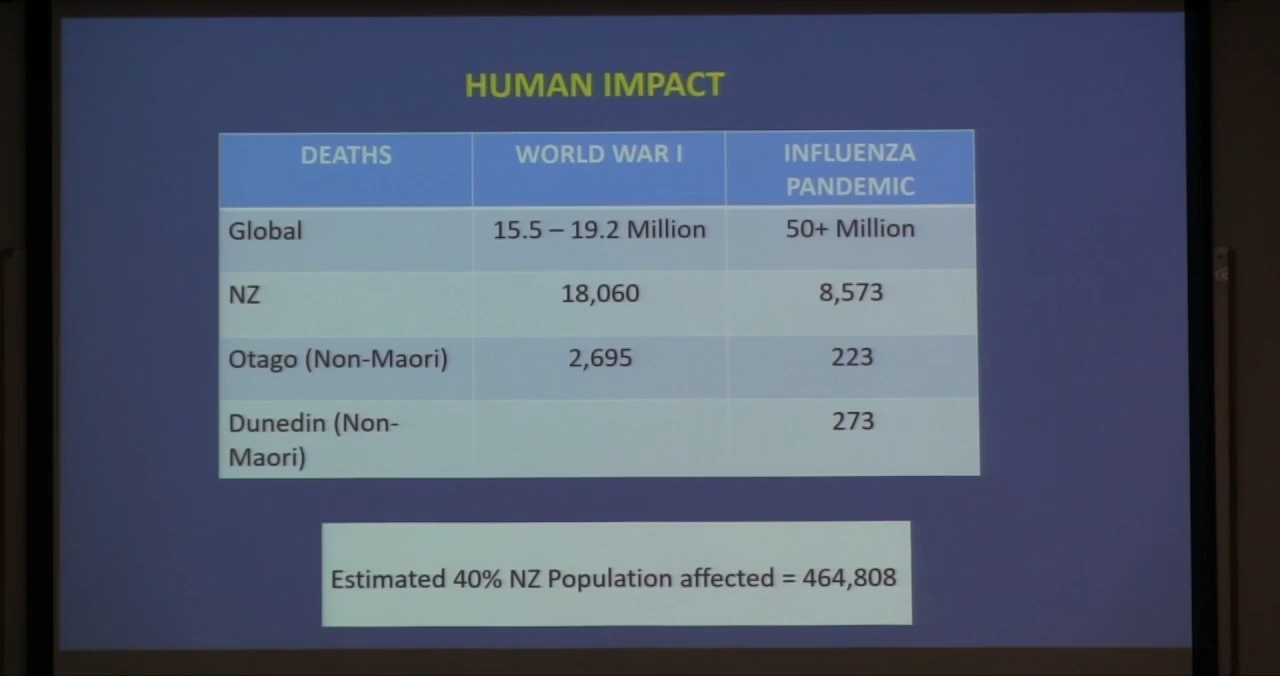 HUMAN IMPACT
DEATHS WORLD WAR I INFLUENZA PANDEMIC
Global 15.5 – 19.2 Million 50+ Million
NZ 18,060 8,573
Otago (Non-Maori) 2,695 223
Dunedin (Non-Maori) 273
Estimated 40% NZ Population affected = 464,808